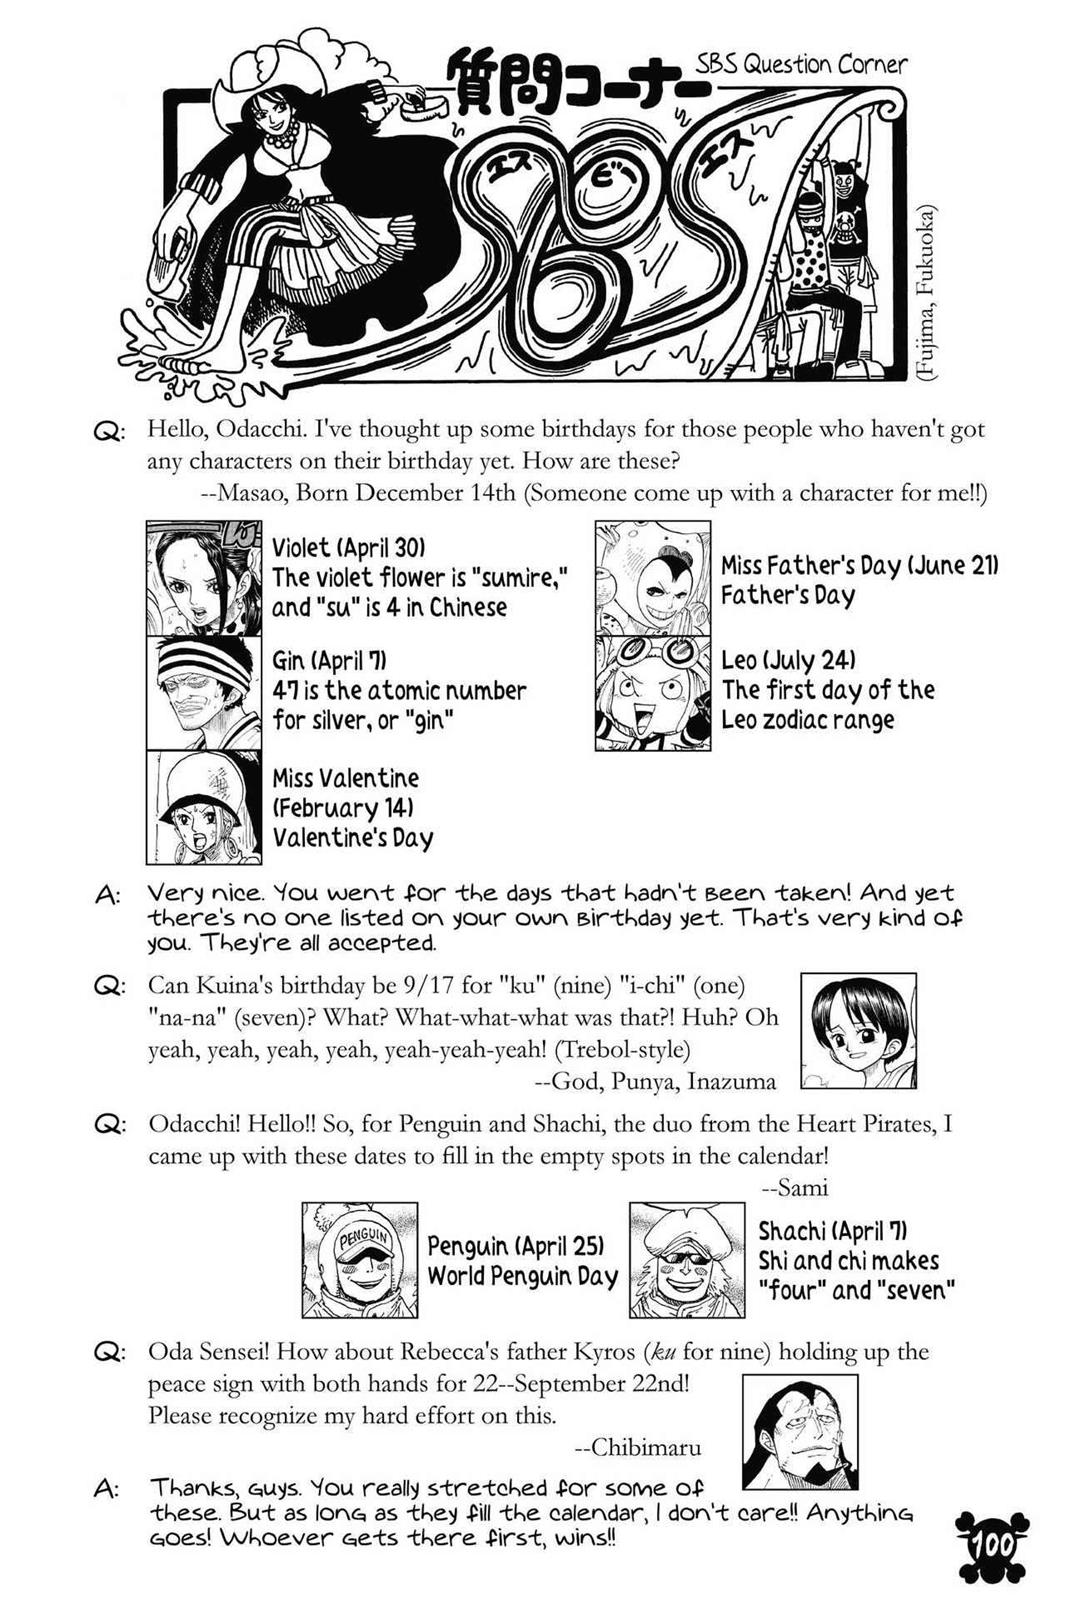 質問コーナー
SBS Question Corner
エス ビー エス
SBS
(Fujima, Fukuoka)
Q: Hello, Odacchi. I've thought up some birthdays for those people who haven't got
any characters on their birthday yet. How are these?
--Masao, Born December 14th (Someone come up with a character for me!!)
Violet (April 30)
The violet flower is "sumire,"
and "su" is 4 in Chinese
Gin (April 7)
47 is the atomic number
for silver, or "gin"
Miss Valentine
(February 14)
Valentine's Day
Miss Father's Day (June 21)
Father's Day
Leo (July 24)
The first day of the
Leo zodiac range
A: Very nice. You went for the days that hadn't been taken! And yet
there's no one listed on your own birthday yet. That's very kind of
you. They're all accepted.
Q: Can Kuina's birthday be 9/17 for "ku" (nine) "i-chi" (one)
"na-na" (seven)? What? What-what-what was that?! Huh? Oh
yeah, yeah, yeah, yeah, yeah-yeah-yeah! (Trebol-style)
--God, Punya, Inazuma
Q: Odacchi! Hello!! So, for Penguin and Shachi, the duo from the Heart Pirates, I
came up with these dates to fill in the empty spots in the calendar!
--Sami
PENGUIN
Penguin (April 25)
World Penguin Day
Shachi (April 7)
Shi and chi makes
"four" and "seven"
Q: Oda Sensei! How about Rebecca's father Kyros (ku for nine) holding up the
peace sign with both hands for 22--September 22nd!
Please recognize my hard effort on this.
--Chibimaru
A: Thanks, guys. You really stretched for some of
these. But as long as they fill the calendar, I don't care!! Anything
goes! Whoever gets there first, wins!!
100